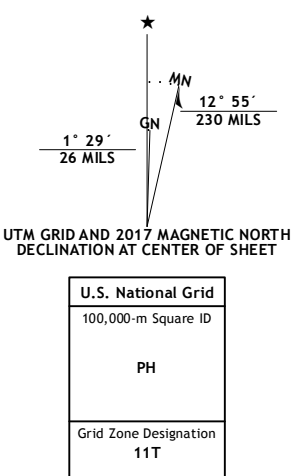 ★
MN
12° 55´
230 MILS
GN
1° 29´
26 MILS
UTM GRID AND 2017 MAGNETIC NORTH
DECLINATION AT CENTER OF SHEET
U.S. National Grid
100,000-m Square ID
PH
Grid Zone Designation
11T